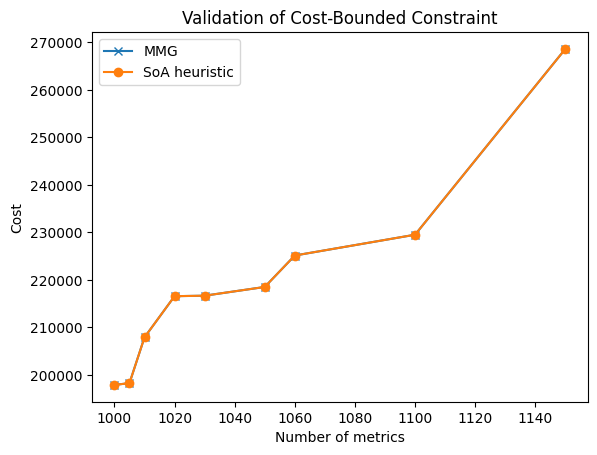 Validation of Cost-Bounded Constraint
MMG
SoA heuristic
Cost
270000
260000
250000
240000
230000
220000
210000
200000
1000 1020 1040 1060 1080 1100 1120 1140
Number of metrics